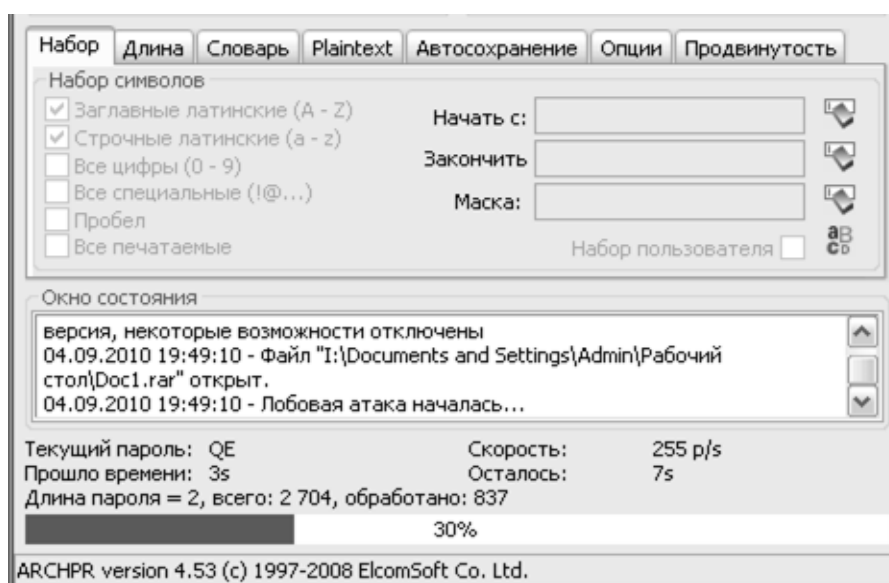 Набор Длина Словарь Plaintext Автосохранение Опции Продвинутость
Набор символов
Заглавные латинские (A - Z)
Строчные латинские (a - z)
Все цифры (0 - 9)
Все специальные (!@...)
Пробел
Все печатаемые
Начать с:
Закончить
Маска:
Набор пользователя
aB
cD
Окно состояния
версия, некоторые возможности отключены
04.09.2010 19:49:10 - Файл "I:\Documents and Settings\Admin\Рабочий
стол\Doc1.rar" открыт.
04.09.2010 19:49:10 - Лобовая атака началась...
Текущий пароль: QE Скорость: 255 p/s
Прошло времени: 3s Осталось: 7s
Длина пароля = 2, всего: 2 704, обработано: 837
30%
ARCHPR version 4.53 (c) 1997-2008 ElcomSoft Co. Ltd.